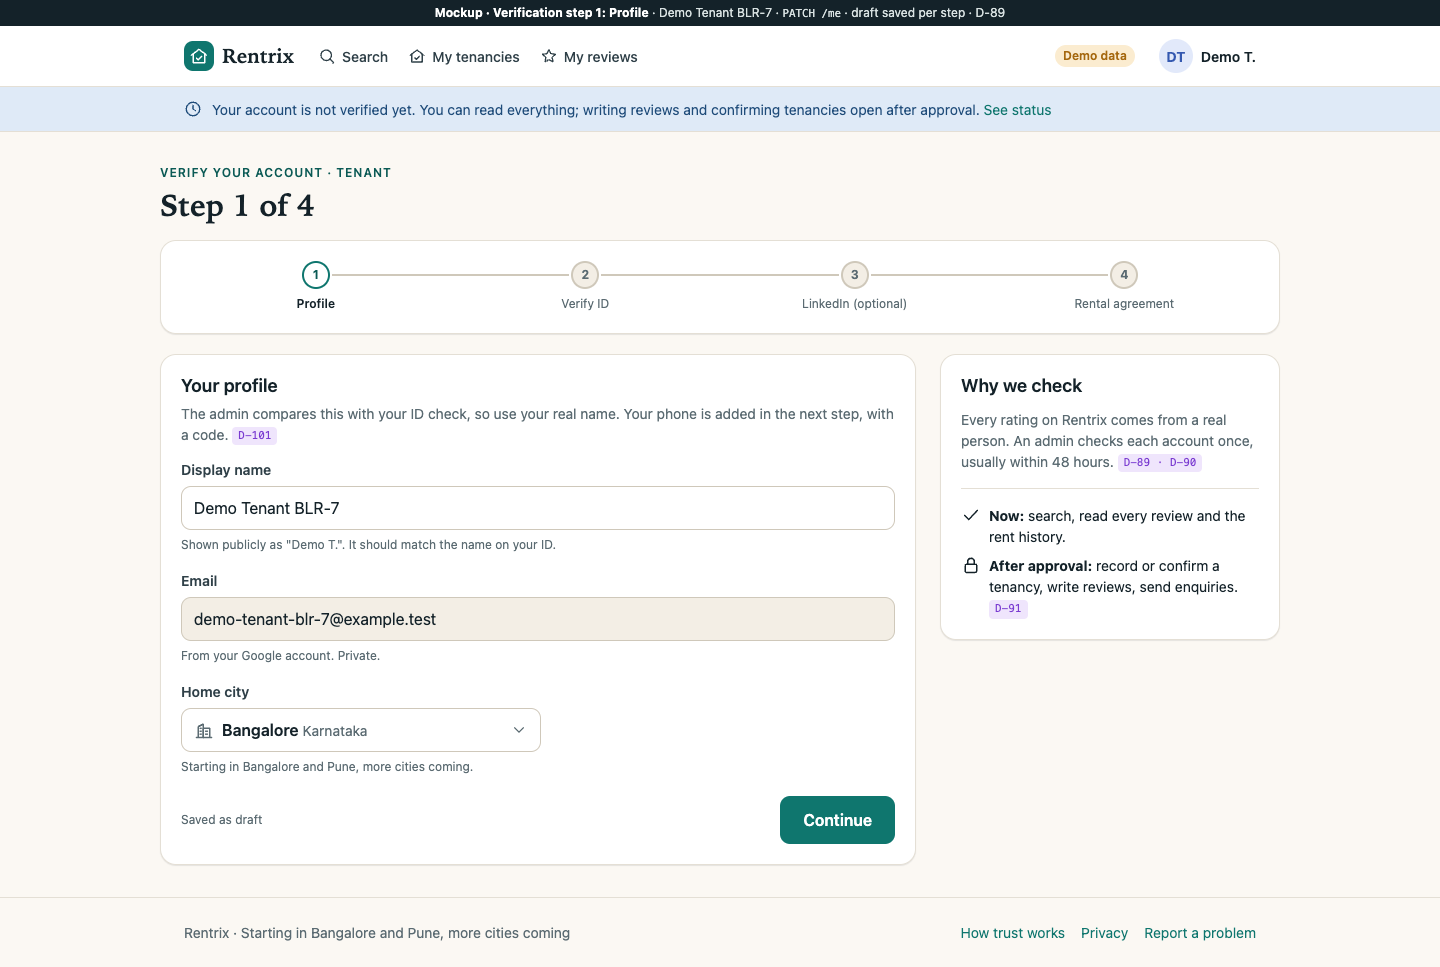 Mockup · Verification step 1: Profile · Demo Tenant BLR-7 · PATCH /me · draft saved per step · D-89
Rentrix
Search
My tenancies
My reviews
Demo data
DT
Demo T.
Your account is not verified yet. You can read everything; writing reviews and confirming tenancies open after approval. See status
VERIFY YOUR ACCOUNT · TENANT
Step 1 of 4
1
2
3
4
Profile
Verify ID
LinkedIn (optional)
Rental agreement
Your profile
The admin compares this with your ID check, so use your real name. Your phone is added in the next step, with
a code. D-101
Display name
Demo Tenant BLR-7
Shown publicly as "Demo T.". It should match the name on your ID.
Email
demo-tenant-blr-7@example.test
From your Google account. Private.
Home city
Bangalore Karnataka
Starting in Bangalore and Pune, more cities coming.
Saved as draft
Continue
Why we check
Every rating on Rentrix comes from a real
person. An admin checks each account once,
usually within 48 hours. D-89 · D-90
Now: search, read every review and the
rent history.
After approval: record or confirm a
tenancy, write reviews, send enquiries.
D-91
Rentrix · Starting in Bangalore and Pune, more cities coming
How trust works
Privacy
Report a problem